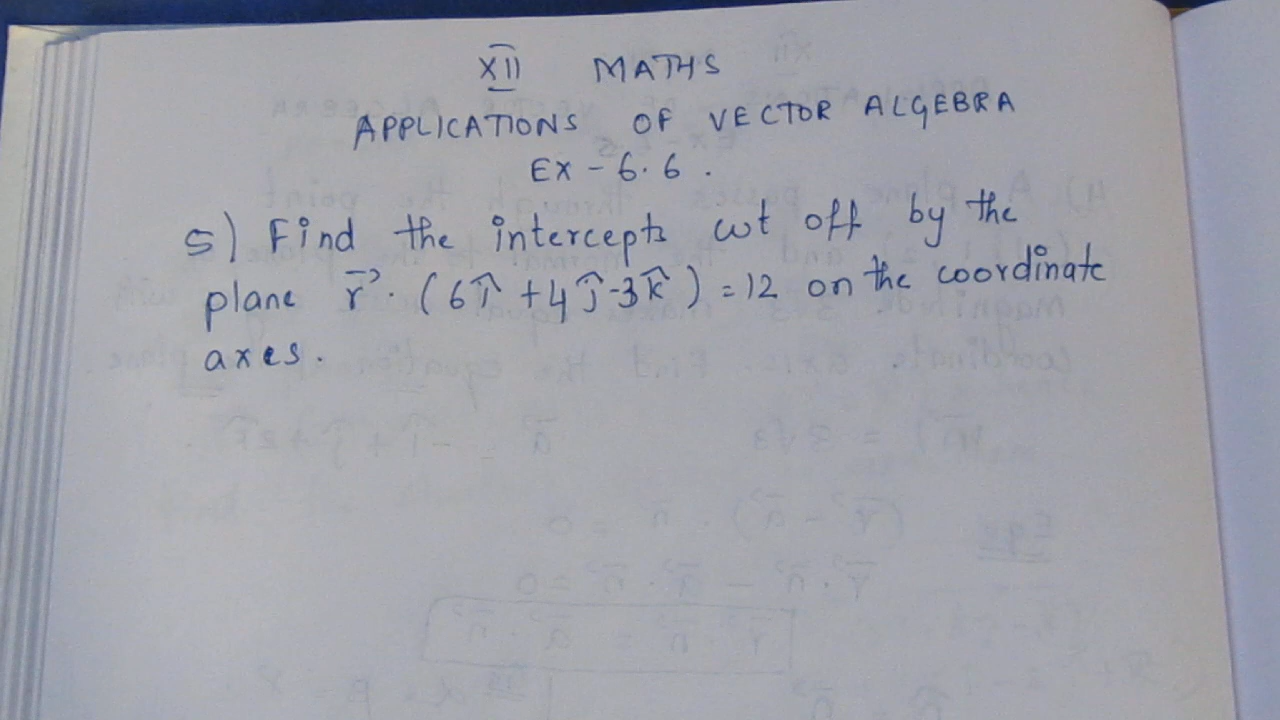 XII MATHS
APPLICATIONS OF VECTOR ALGEBRA
EX - 6.6.
5) Find the intercepts cut off by the
plane r⃗ · (6î + 4ĵ - 3k̂) = 12 on the coordinate
axes.